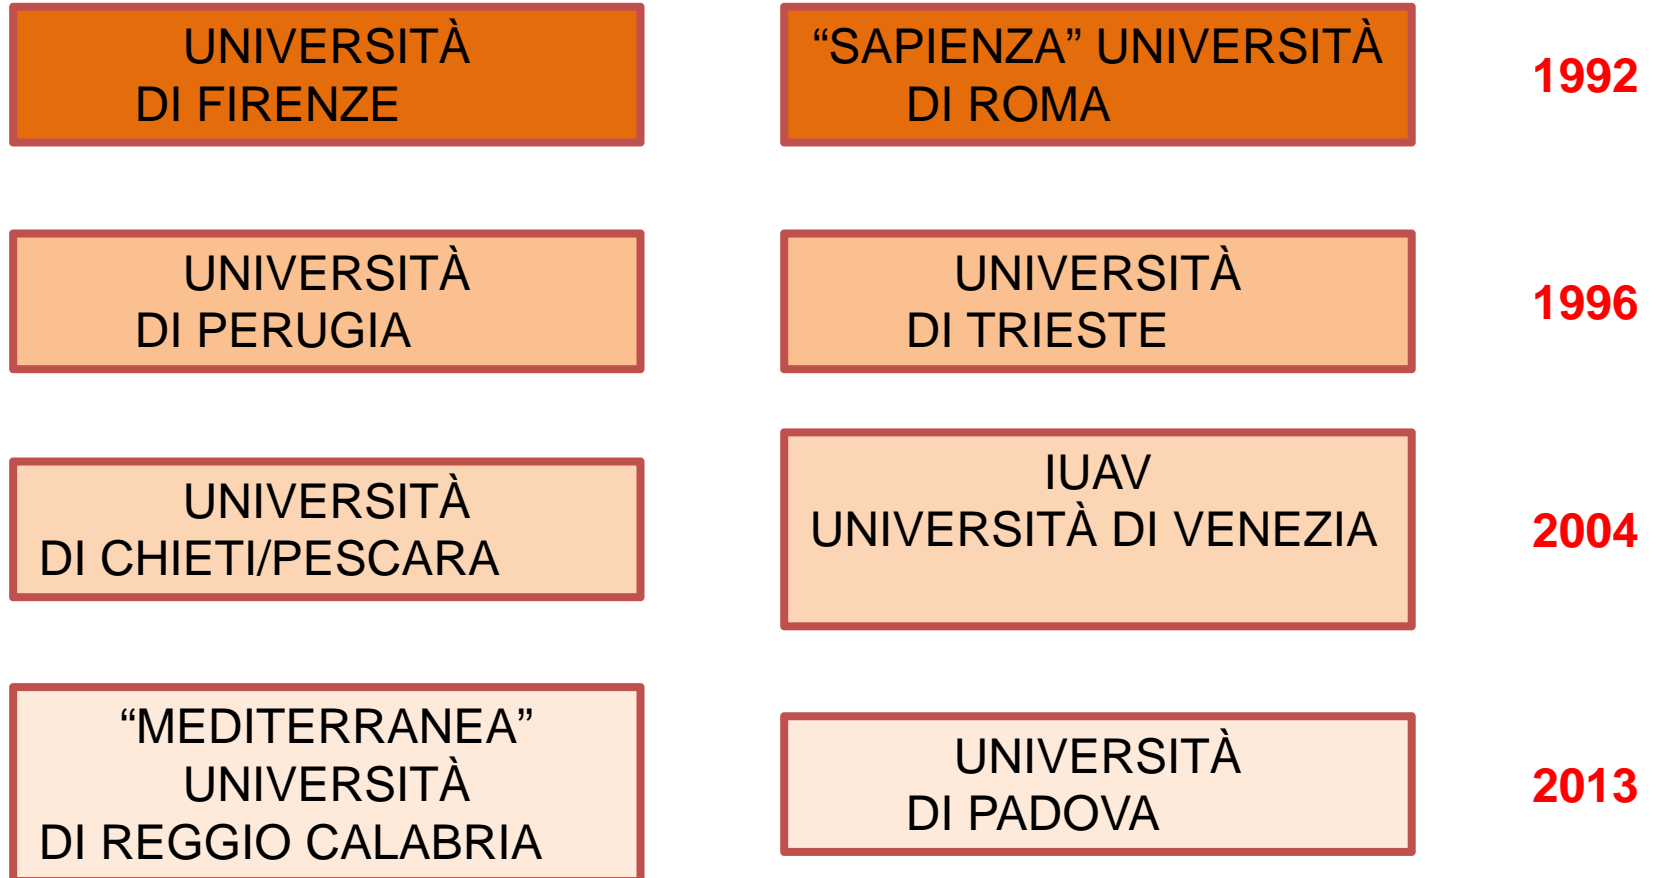 UNIVERSITÀ
DI FIRENZE
“SAPIENZA” UNIVERSITÀ
DI ROMA
1992
UNIVERSITÀ
DI PERUGIA
UNIVERSITÀ
DI TRIESTE
1996
UNIVERSITÀ
DI CHIETI/PESCARA
IUAV
UNIVERSITÀ DI VENEZIA
2004
“MEDITERRANEA”
UNIVERSITÀ
DI REGGIO CALABRIA
UNIVERSITÀ
DI PADOVA
2013